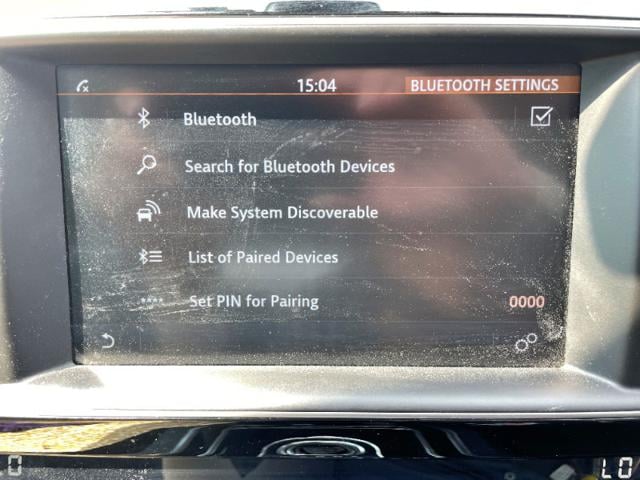 15:04 BLUETOOTH SETTINGS
Bluetooth
Search for Bluetooth Devices
Make System Discoverable
List of Paired Devices
Set PIN for Pairing 0000
LO